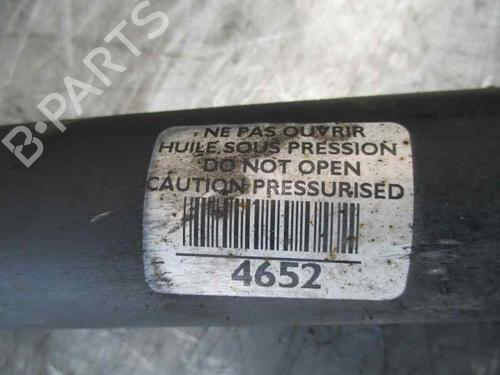 B-PARTS
NE PAS OUVRIR
HUILE SOUS PRESSION
DO NOT OPEN
CAUTION PRESSURISED
4652